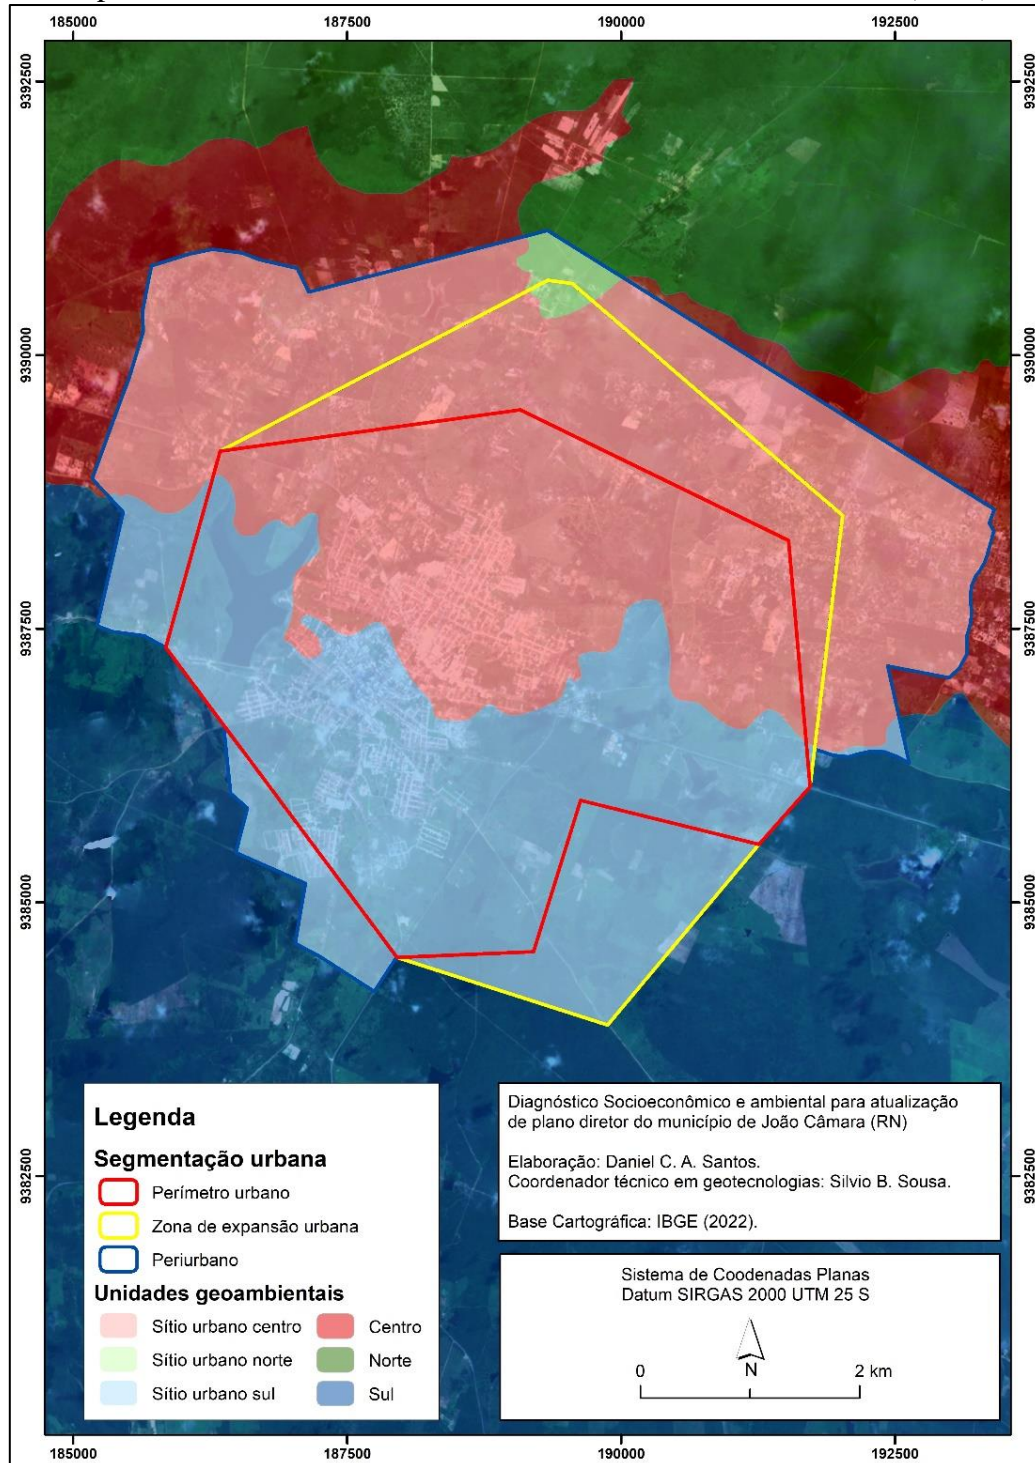 185000 187500 190000 192500
9392500 9392500
9390000 9390000
9387500 9387500
9385000 9385000
9382500 9382500
Legenda
Segmentação urbana
Perímetro urbano
Zona de expansão urbana
Periurbano
Unidades geoambientais
Sítio urbano centro Centro
Sítio urbano norte Norte
Sítio urbano sul Sul
Diagnóstico Socioeconômico e ambiental para atualização
de plano diretor do município de João Câmara (RN)
Elaboração: Daniel C. A. Santos.
Coordenador técnico em geotecnologias: Silvio B. Sousa.
Base Cartográfica: IBGE (2022).
Sistema de Coodenadas Planas
Datum SIRGAS 2000 UTM 25 S
0 N 2 km
185000 187500 190000 192500